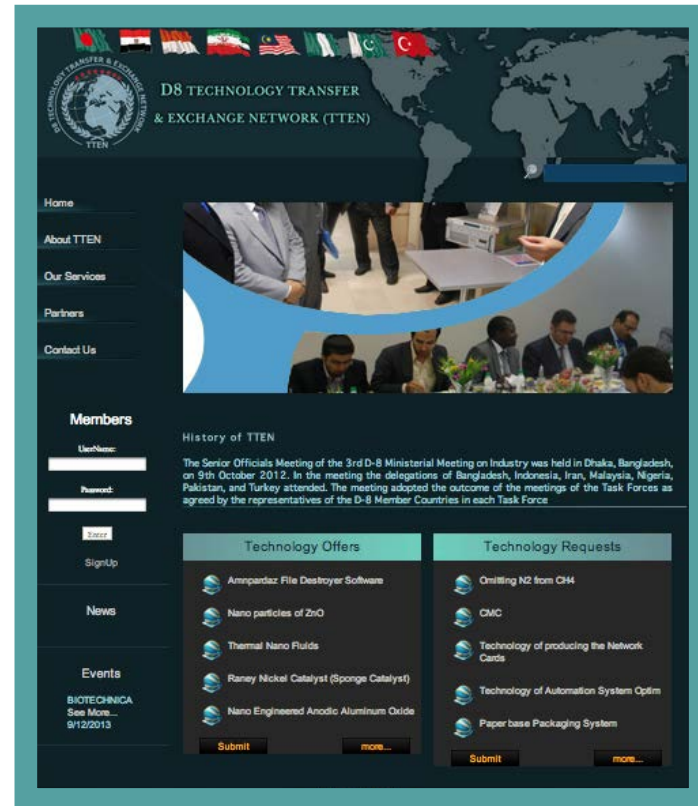 D8 TECHNOLOGY TRANSFER & EXCHANGE NETWORK
TTEN
D8 TECHNOLOGY TRANSFER
& EXCHANGE NETWORK (TTEN)
Home
About TTEN
Our Services
Partners
Contact Us
Members
UserName:
Password:
Enter
SignUp
News
Events
BIOTECHNICA
See More...
9/12/2013
History of TTEN
The Senior Officials Meeting of the 3rd D-8 Ministerial Meeting on Industry was held in Dhaka, Bangladesh,
on 9th October 2012. In the meeting the delegations of Bangladesh, Indonesia, Iran, Malaysia, Nigeria,
Pakistan, and Turkey attended. The meeting adopted the outcome of the meetings of the Task Forces as
agreed by the representatives of the D-8 Member Countries in each Task Force
Technology Offers
Amnpardaz File Destroyer Software
Nano particles of ZnO
Thermal Nano Fluids
Raney Nickel Catalyst (Sponge Catalyst)
Nano Engineered Anodic Aluminum Oxide
Submit
more...
Technology Requests
Omitting N2 from CH4
CMC
Technology of producing the Network
Cards
Technology of Automation System Optim
Paper base Packaging System
Submit
more...